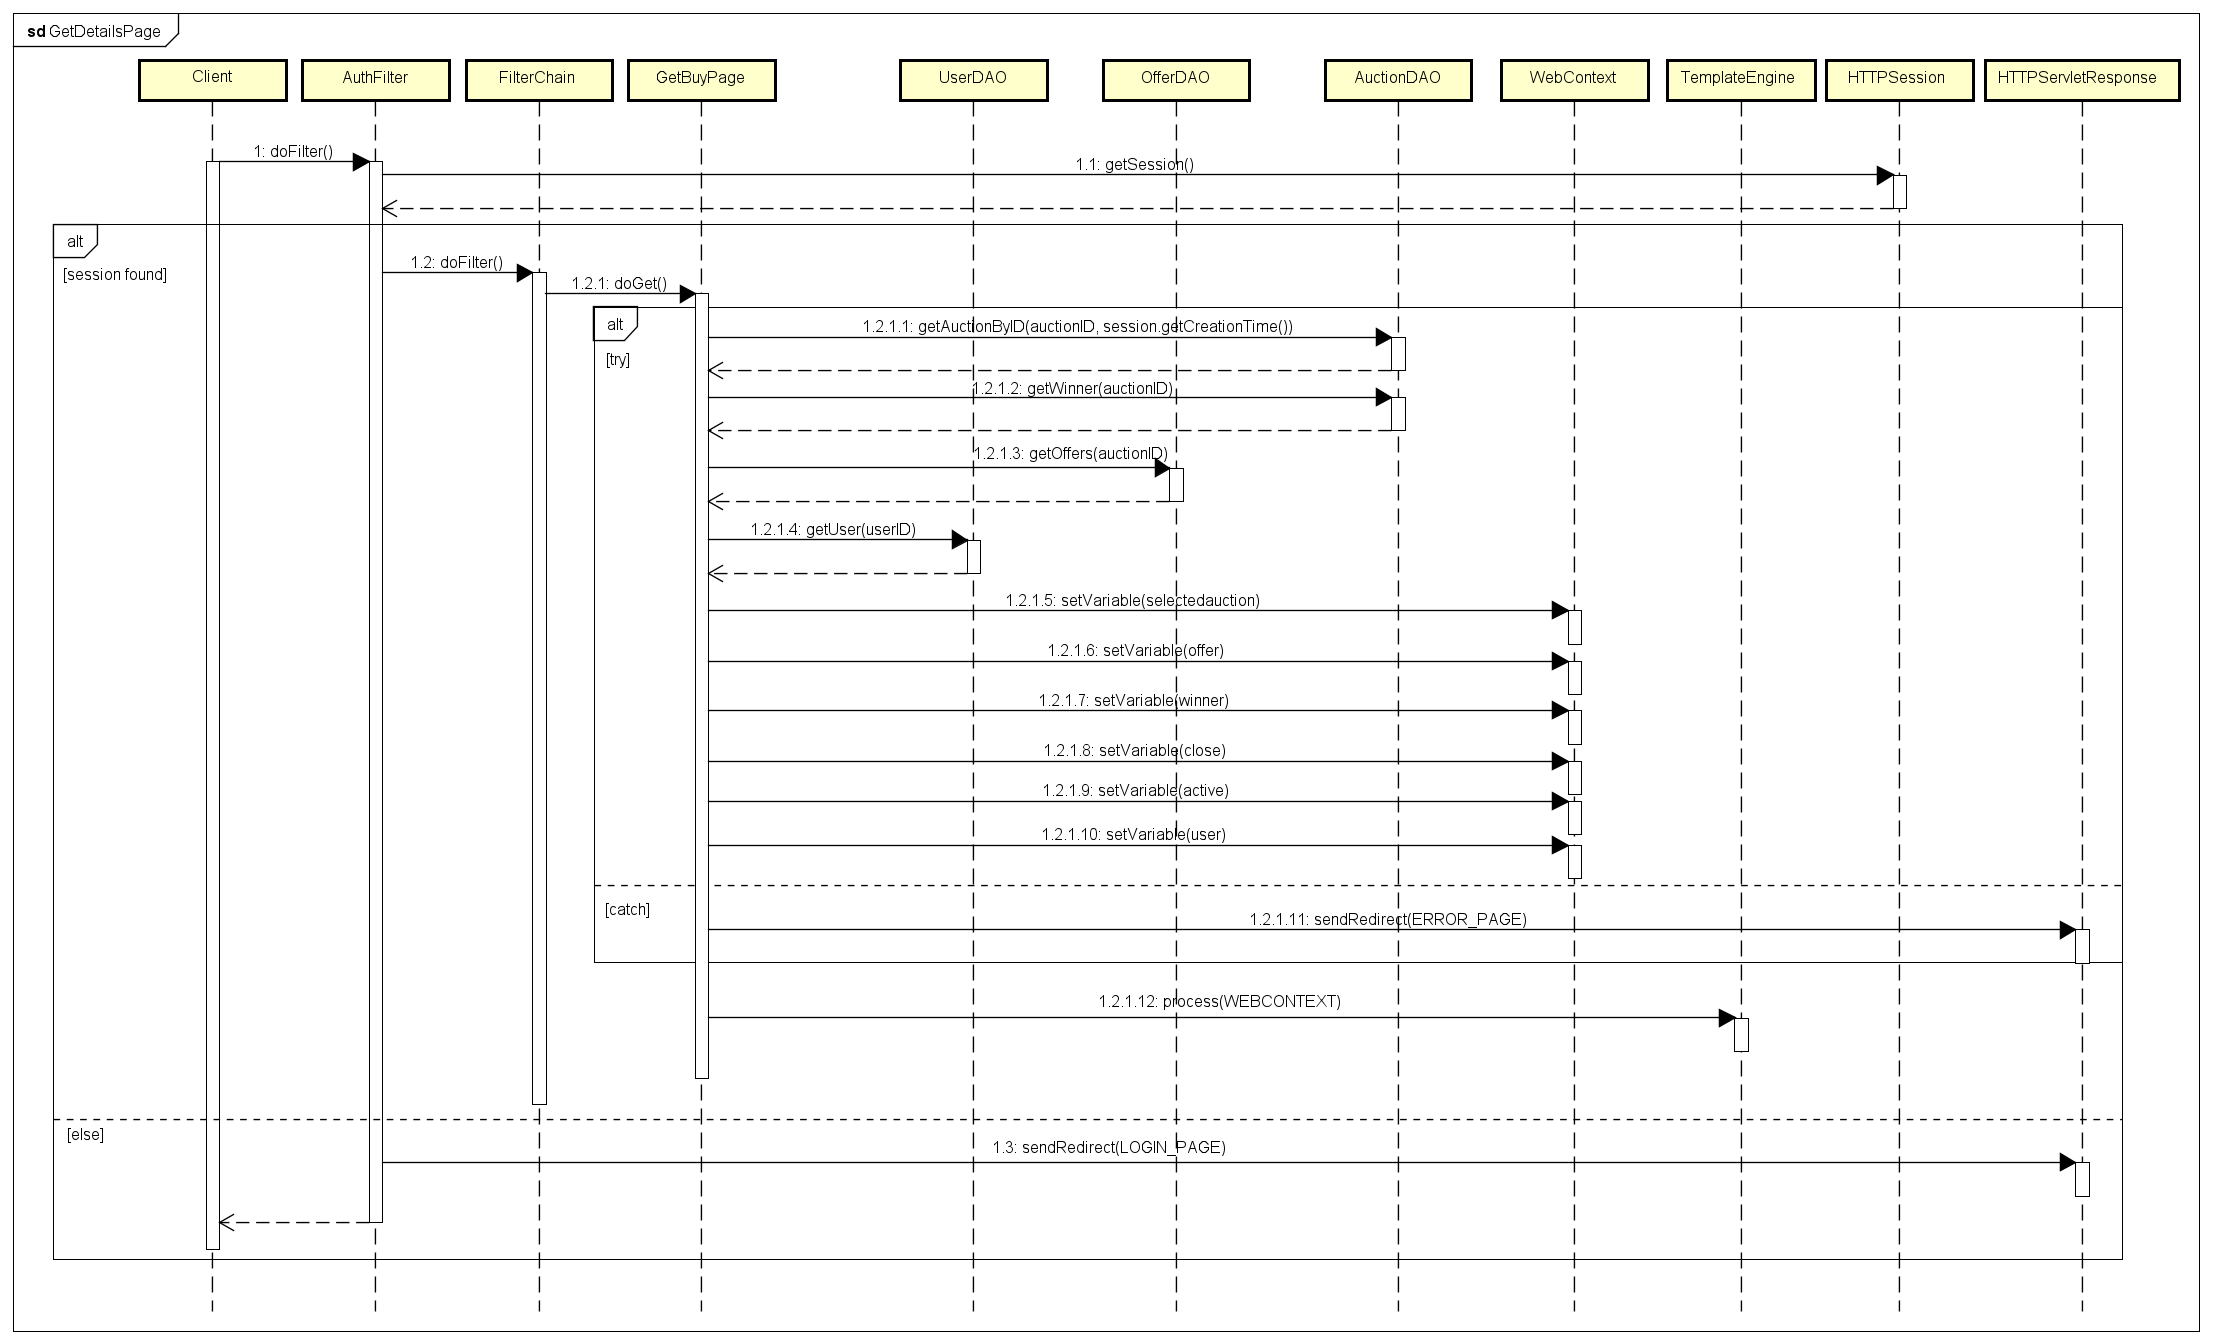 sd GetDetailsPage
Client
AuthFilter
FilterChain
GetBuyPage
UserDAO
OfferDAO
AuctionDAO
WebContext
TemplateEngine
HTTPSession
HTTPServletResponse
1: doFilter()
1.1: getSession()
alt
[session found]
1.2: doFilter()
1.2.1: doGet()
alt
[try]
1.2.1.1: getAuctionByID(auctionID, session.getCreationTime())
1.2.1.2: getWinner(auctionID)
1.2.1.3: getOffers(auctionID)
1.2.1.4: getUser(userID)
1.2.1.5: setVariable(selectedauction)
1.2.1.6: setVariable(offer)
1.2.1.7: setVariable(winner)
1.2.1.8: setVariable(close)
1.2.1.9: setVariable(active)
1.2.1.10: setVariable(user)
[catch]
1.2.1.11: sendRedirect(ERROR_PAGE)
1.2.1.12: process(WEBCONTEXT)
[else]
1.3: sendRedirect(LOGIN_PAGE)